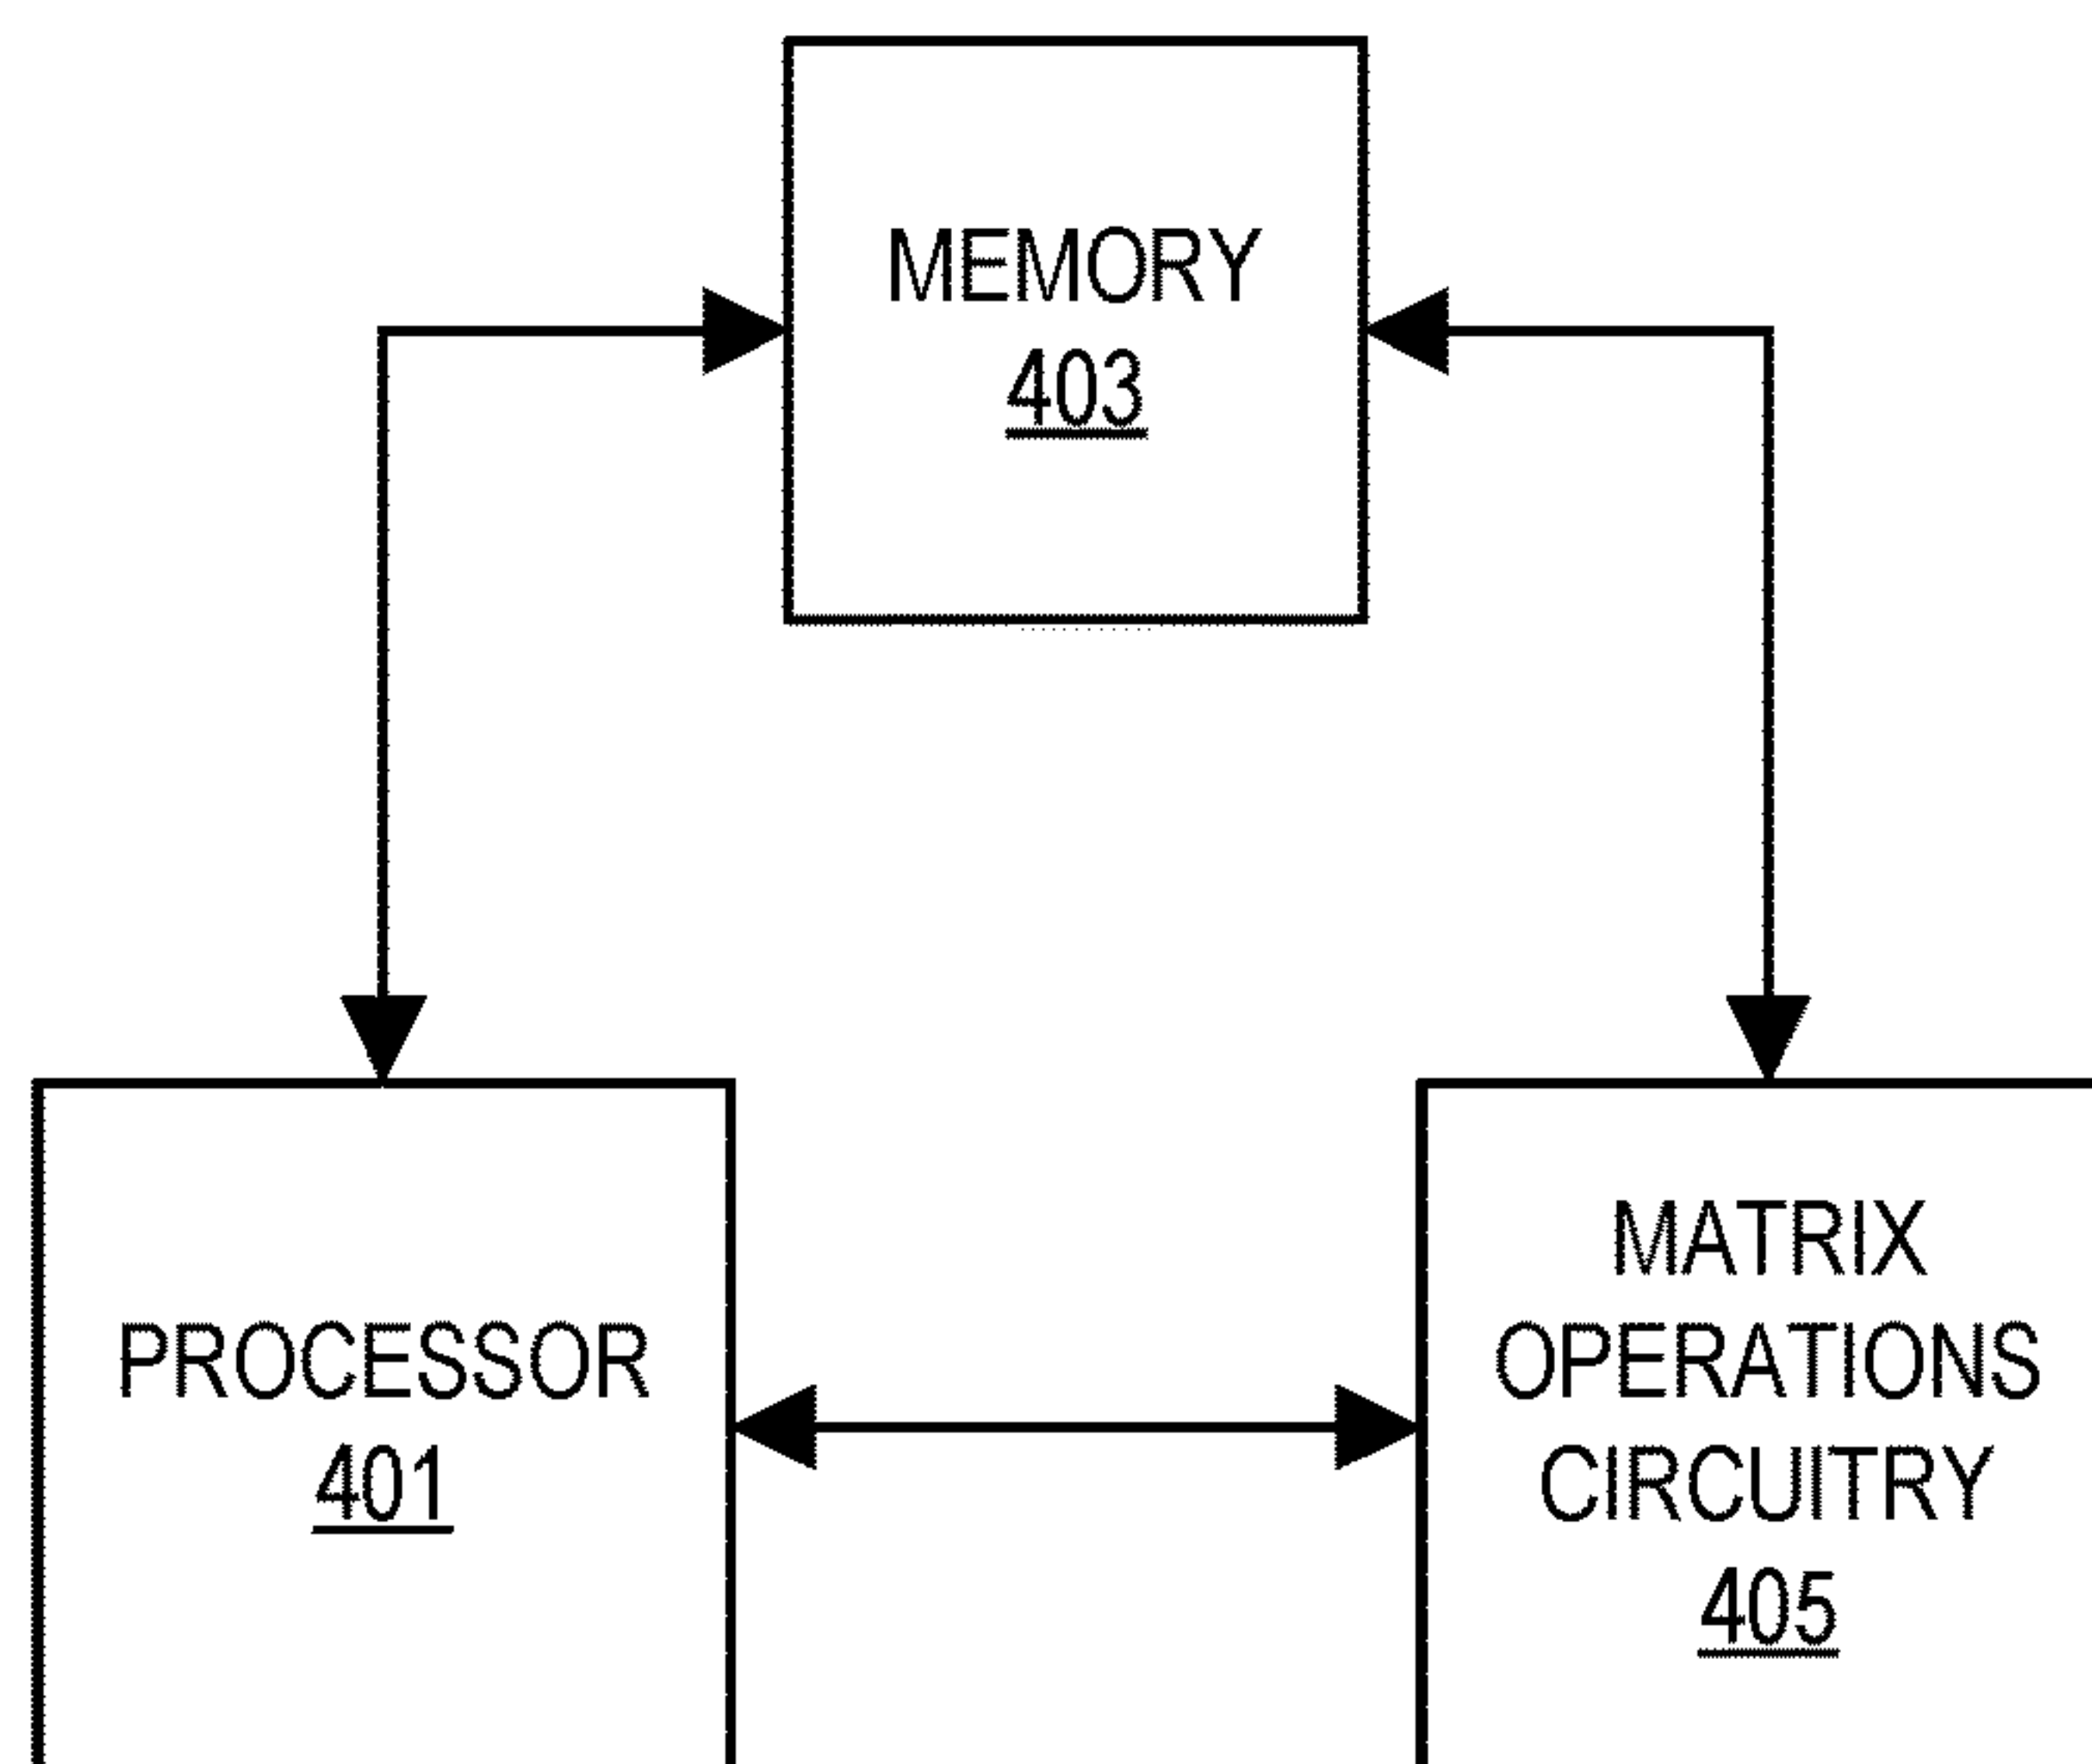 MEMORY
403
PROCESSOR
401
MATRIX
OPERATIONS
CIRCUITRY
405